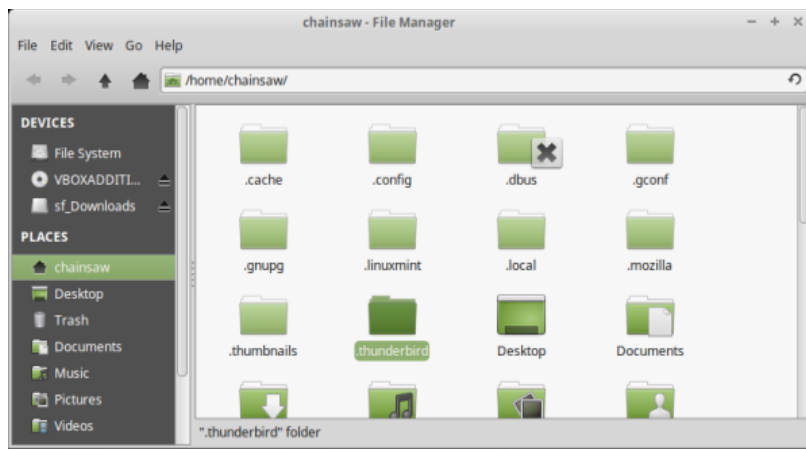 chainsaw - File Manager
File Edit View Go Help
/home/chainsaw/
DEVICES
File System
VBOXADDITI...
sf_Downloads
PLACES
chainsaw
Desktop
Trash
Documents
Music
Pictures
Videos
.cache .config .dbus .gconf
.gnupg .linuxmint .local .mozilla
.thumbnails .thunderbird Desktop Documents
".thunderbird" folder